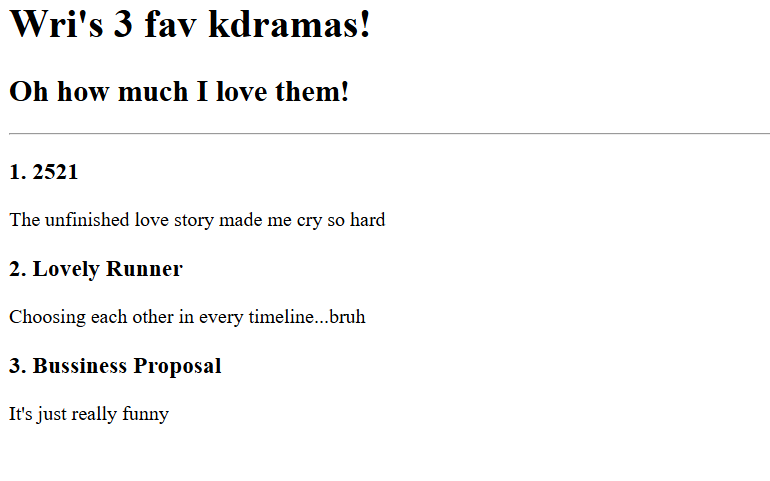 Wri's 3 fav kdramas!
Oh how much I love them!
1. 2521
The unfinished love story made me cry so hard
2. Lovely Runner
Choosing each other in every timeline...bruh
3. Bussiness Proposal
It's just really funny